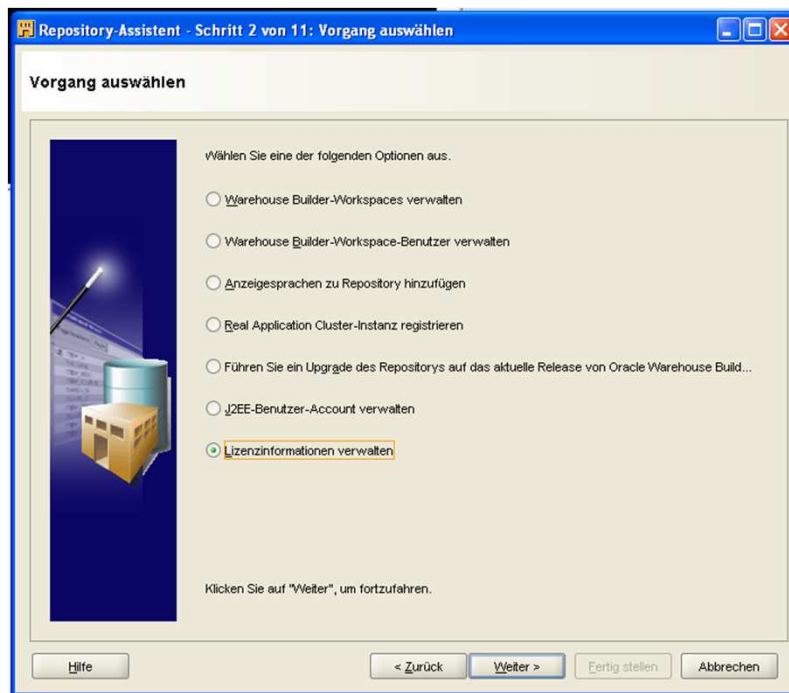 Repository-Assistent - Schritt 2 von 11: Vorgang auswählen
Vorgang auswählen
Wählen Sie eine der folgenden Optionen aus.
Warehouse Builder-Workspaces verwalten
Warehouse Builder-Workspace-Benutzer verwalten
Anzeigesprachen zu Repository hinzufügen
Real Application Cluster-Instanz registrieren
Führen Sie ein Upgrade des Repositorys auf das aktuelle Release von Oracle Warehouse Build...
J2EE-Benutzer-Account verwalten
Lizenzinformationen verwalten
Klicken Sie auf "Weiter", um fortzufahren.
Hilfe
< Zurück
Weiter >
Fertig stellen
Abbrechen